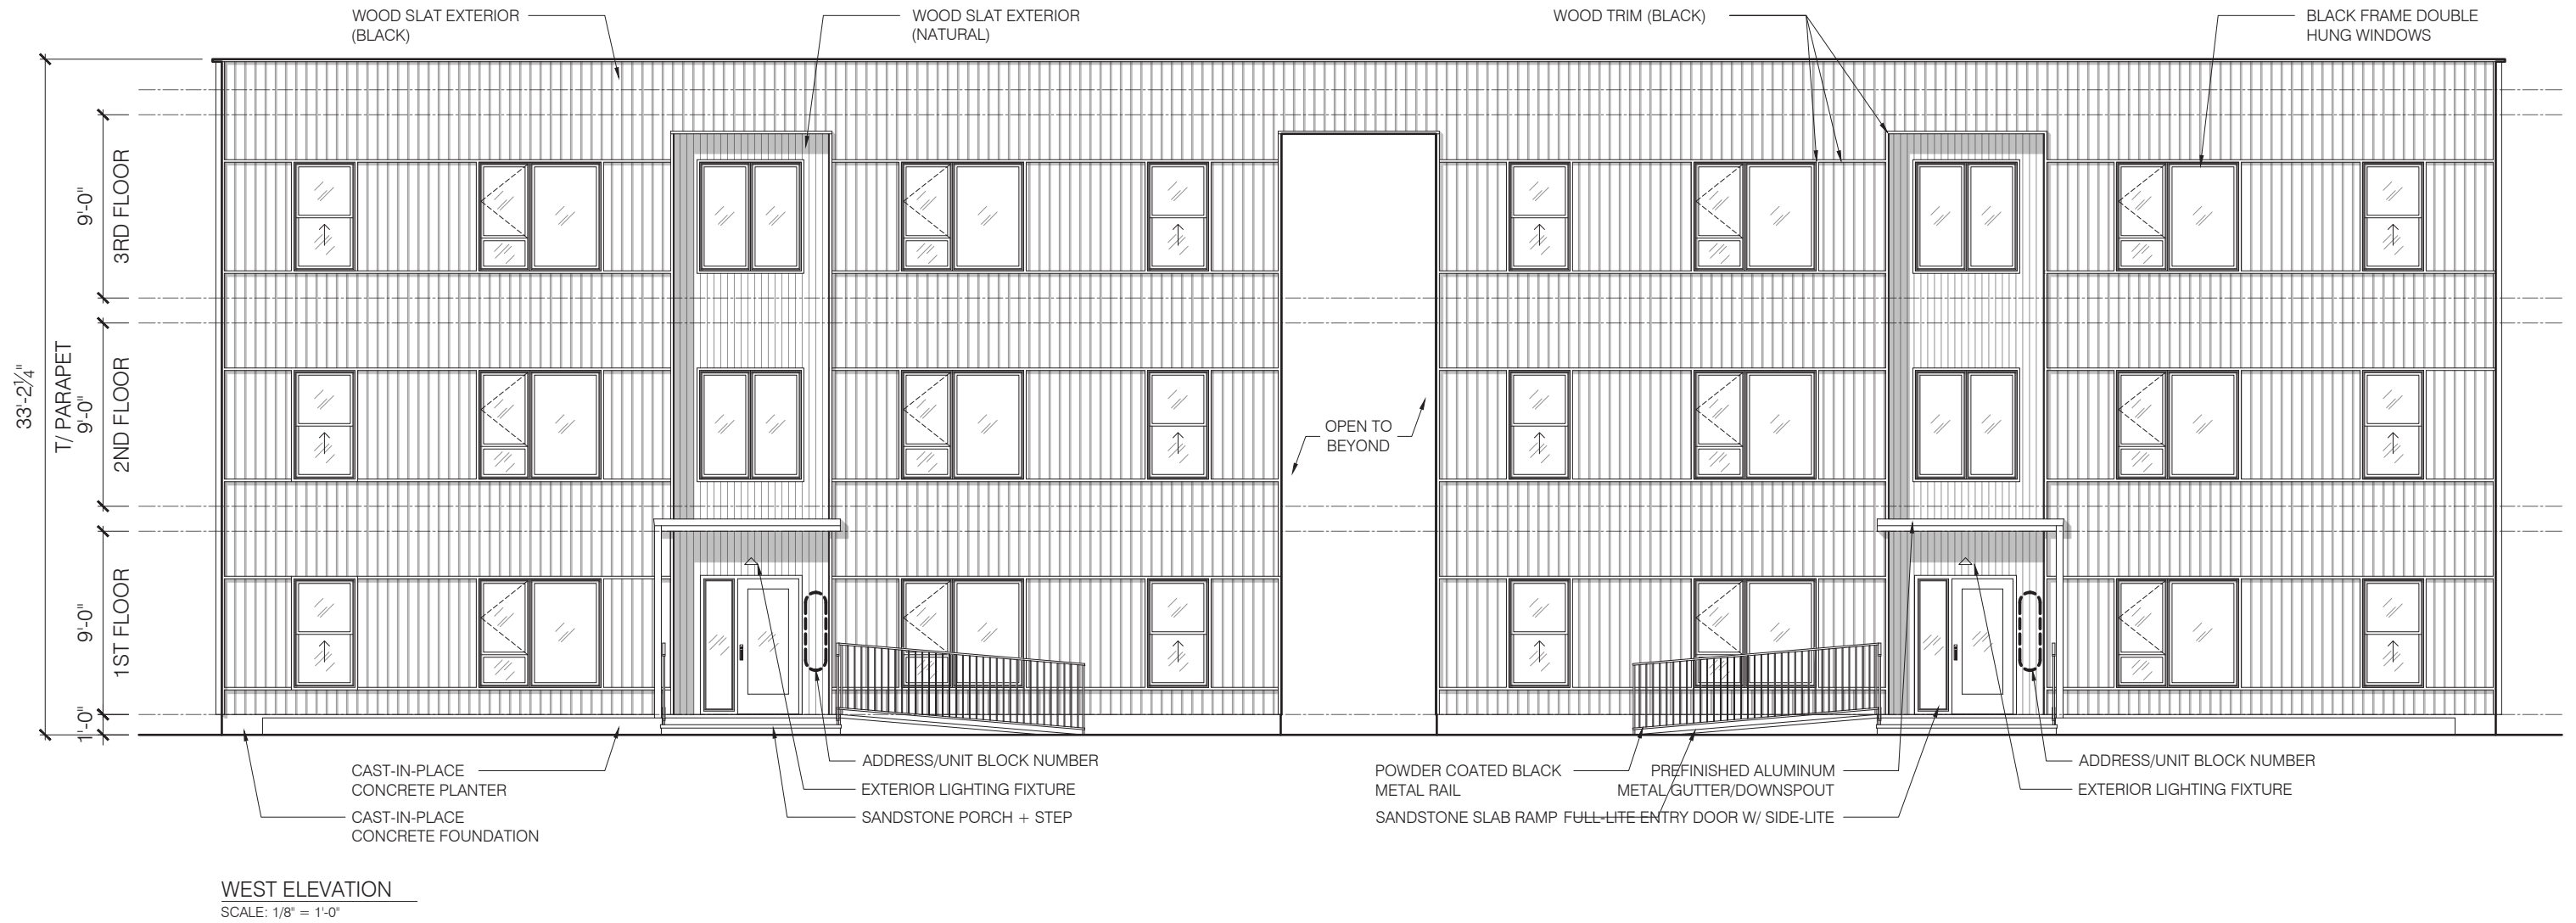 WOOD SLAT EXTERIOR
(BLACK)
WOOD SLAT EXTERIOR
(NATURAL)
WOOD TRIM (BLACK)
BLACK FRAME DOUBLE
HUNG WINDOWS
33'-2¼"
T/ PARAPET
9'-0"
3RD FLOOR
9'-0"
2ND FLOOR
9'-0"
1ST FLOOR
1'-0"
OPEN TO
BEYOND
CAST-IN-PLACE
CONCRETE PLANTER
CAST-IN-PLACE
CONCRETE FOUNDATION
ADDRESS/UNIT BLOCK NUMBER
EXTERIOR LIGHTING FIXTURE
SANDSTONE PORCH + STEP
POWDER COATED BLACK
METAL RAIL
SANDSTONE SLAB RAMP
PREFINISHED ALUMINUM
METAL GUTTER/DOWNSPOUT
FULL-LITE ENTRY DOOR W/ SIDE-LITE
ADDRESS/UNIT BLOCK NUMBER
EXTERIOR LIGHTING FIXTURE
WEST ELEVATION
SCALE: 1/8" = 1'-0"